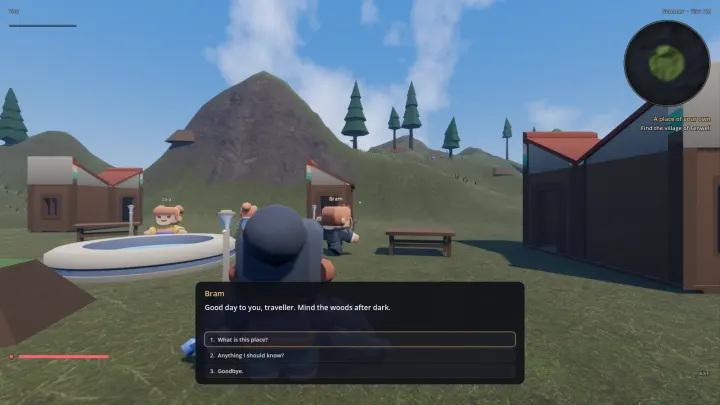 A place of your own
Find the village of Fenwell
Bram
Bram
Good day to you, traveller. Mind the woods after dark.
1. What is this place?
2. Anything I should know?
3. Goodbye.